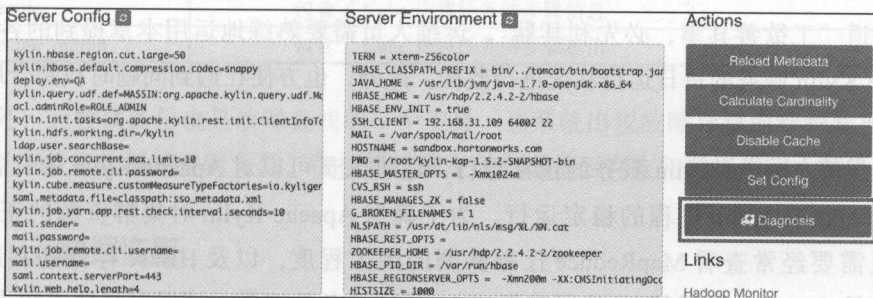 Server Config
kylin.hbase.region.cut.large=50
kylin.hbase.default.compression.codec=snappy
deploy.env=QA
kylin.query.udf.def=MASSIN:org.apache.kylin.query.udf.Mc
acl.adminRole=ROLE_ADMIN
kylin.init.tasks=org.apache.kylin.rest.init.ClientInfoTo
kylin.hdfs.working.dir=/kylin
ldap.user.searchBase=
kylin.job.concurrent.max.limit=10
kylin.job.remote.cli.password=
kylin.cube.measure.customMeasureTypeFactories=io.kyliger
saml.metadata.file=classpath:sso_metadata.xml
kylin.job.yarn.app.rest.check.interval.seconds=10
mail.sender=
mail.password=
kylin.job.remote.cli.username=
mail.username=
saml.context.serverPort=443
kylin.web.help.length=4
Server Environment
TERM = xterm-256color
HBASE_CLASSPATH_PREFIX = bin/../tomcat/bin/bootstrap.jar
JAVA_HOME = /usr/lib/jvm/java-1.7.0-openjdk.x86_64
HBASE_HOME = /usr/hdp/2.2.4.2-2/hbase
HBASE_ENV_INIT = true
SSH_CLIENT = 192.168.31.109 64002 22
MAIL = /var/spool/mail/root
HOSTNAME = sandbox.hortonworks.com
PWD = /root/kylin-kap-1.5.2-SNAPSHOT-bin
HBASE_MASTER_OPTS = -Xmx1024m
CVS_RSH = ssh
HBASE_MANAGES_ZK = false
G_BROKEN_FILENAMES = 1
NLSPATH = /usr/dt/lib/nls/msg/%L/%N.cat
HBASE_REST_OPTS =
ZOOKEEPER_HOME = /usr/hdp/2.2.4.2-2/zookeeper
HBASE_PID_DIR = /var/run/hbase
HBASE_REGIONSERVER_OPTS = -Xmn200m -XX:CMSInitiatingOcc
HISTSIZE = 1000
Actions
Reload Metadata
Calculate Cardinality
Disable Cache
Set Config
Diagnosis
Links
Hadoop Monitor